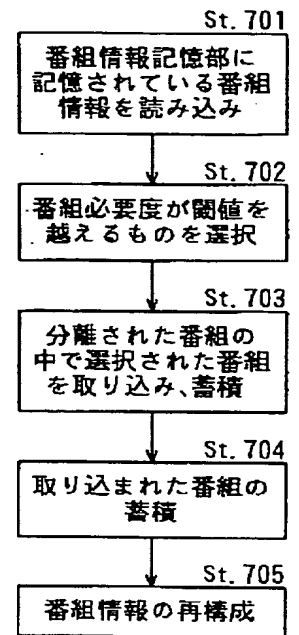 St. 701
番組情報記憶部に
記憶されている番組
情報を読み込み
St. 702
番組必要度が閾値を
越えるものを選択
St. 703
分離された番組の
中で選択された番組
を取り込み、蓄積
St. 704
取り込まれた番組の
蓄積
St. 705
番組情報の再構成